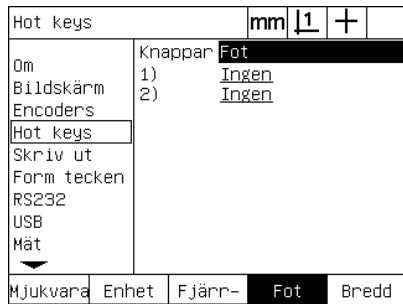 Hot keys mm 1
Knappar Fot
Om
1) Ingen
Bildskärm
2) Ingen
Encoders
Hot keys
Skriv ut
Form tecken
RS232
USB
Mät
Mjukvara Enhet Fjärr- Fot Bredd